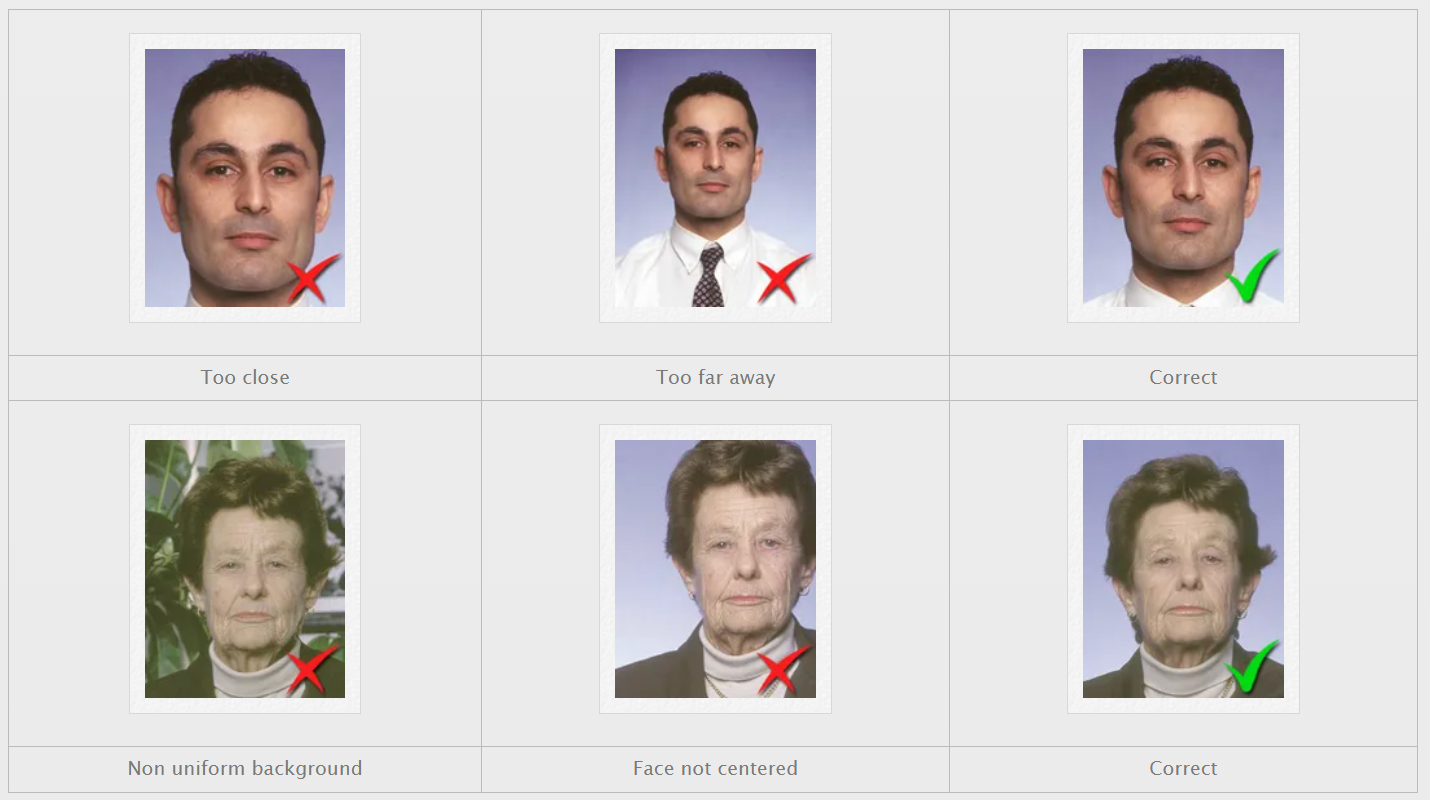 Too close
Too far away
Correct
Non uniform background
Face not centered
Correct